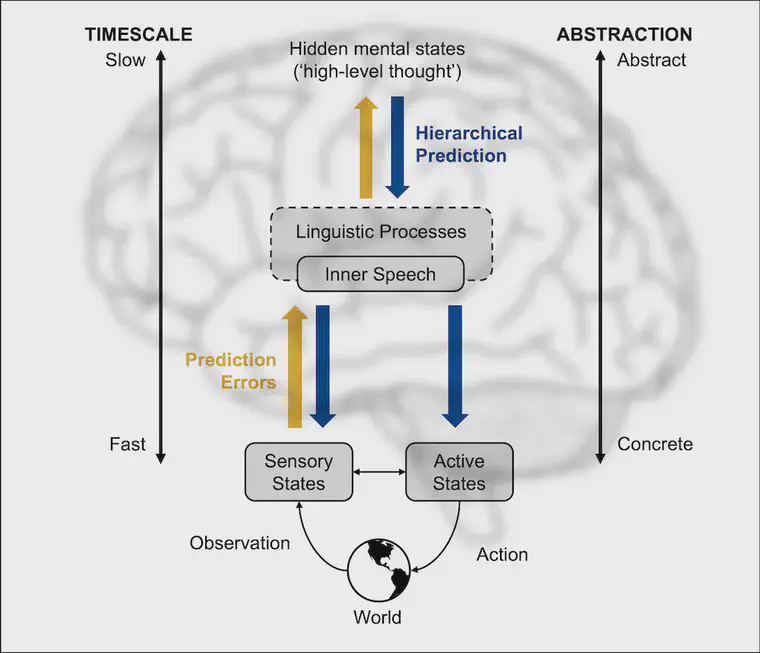 TIMESCALE
Slow
Hidden mental states
(‘high-level thought’)
ABSTRACTION
Abstract
Hierarchical
Prediction
Linguistic Processes
Inner Speech
Prediction
Errors
Fast
Concrete
Sensory
States
Active
States
Observation
Action
World